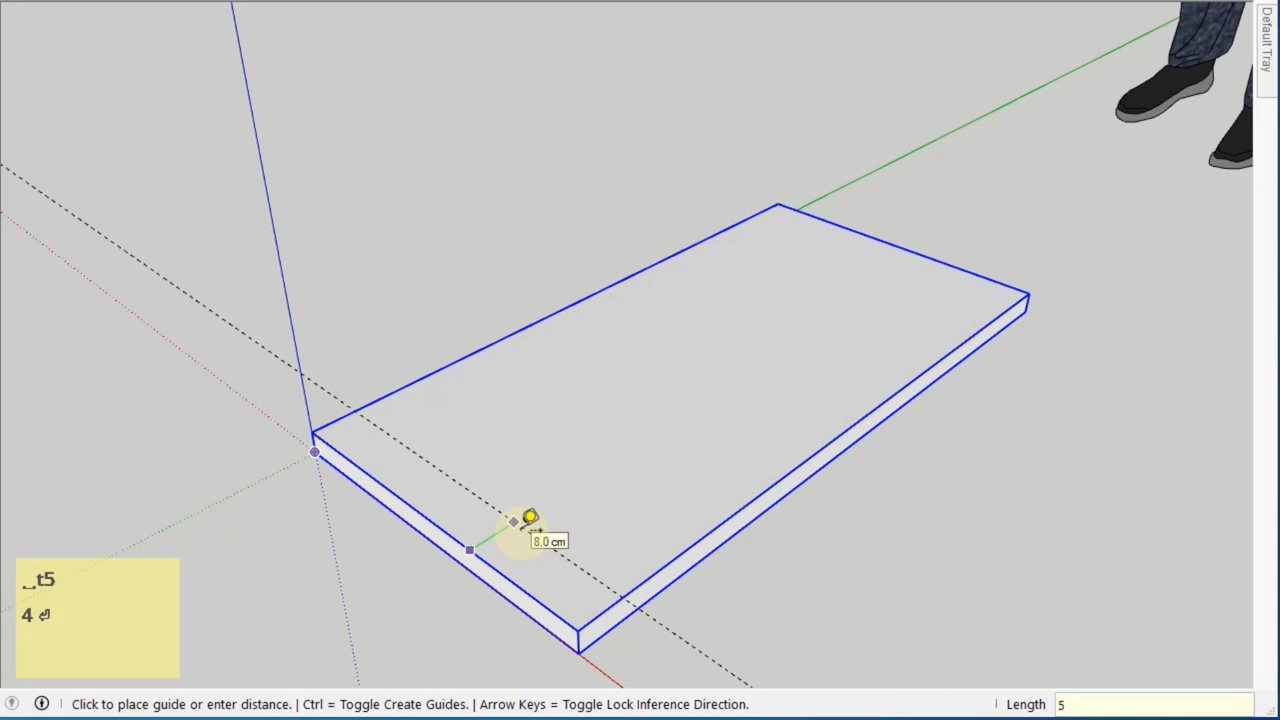 Default Tray
8.0 cm
␣t5
4 ⏎
Click to place guide or enter distance. | Ctrl = Toggle Create Guides. | Arrow Keys = Toggle Lock Inference Direction.
Length 5